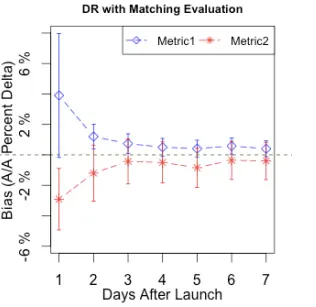 DR with Matching Evaluation
Metric1 Metric2
Bias (A/A Percent Delta)
6 %
2 %
-2 %
-6 %
1 2 3 4 5 6 7
Days After Launch